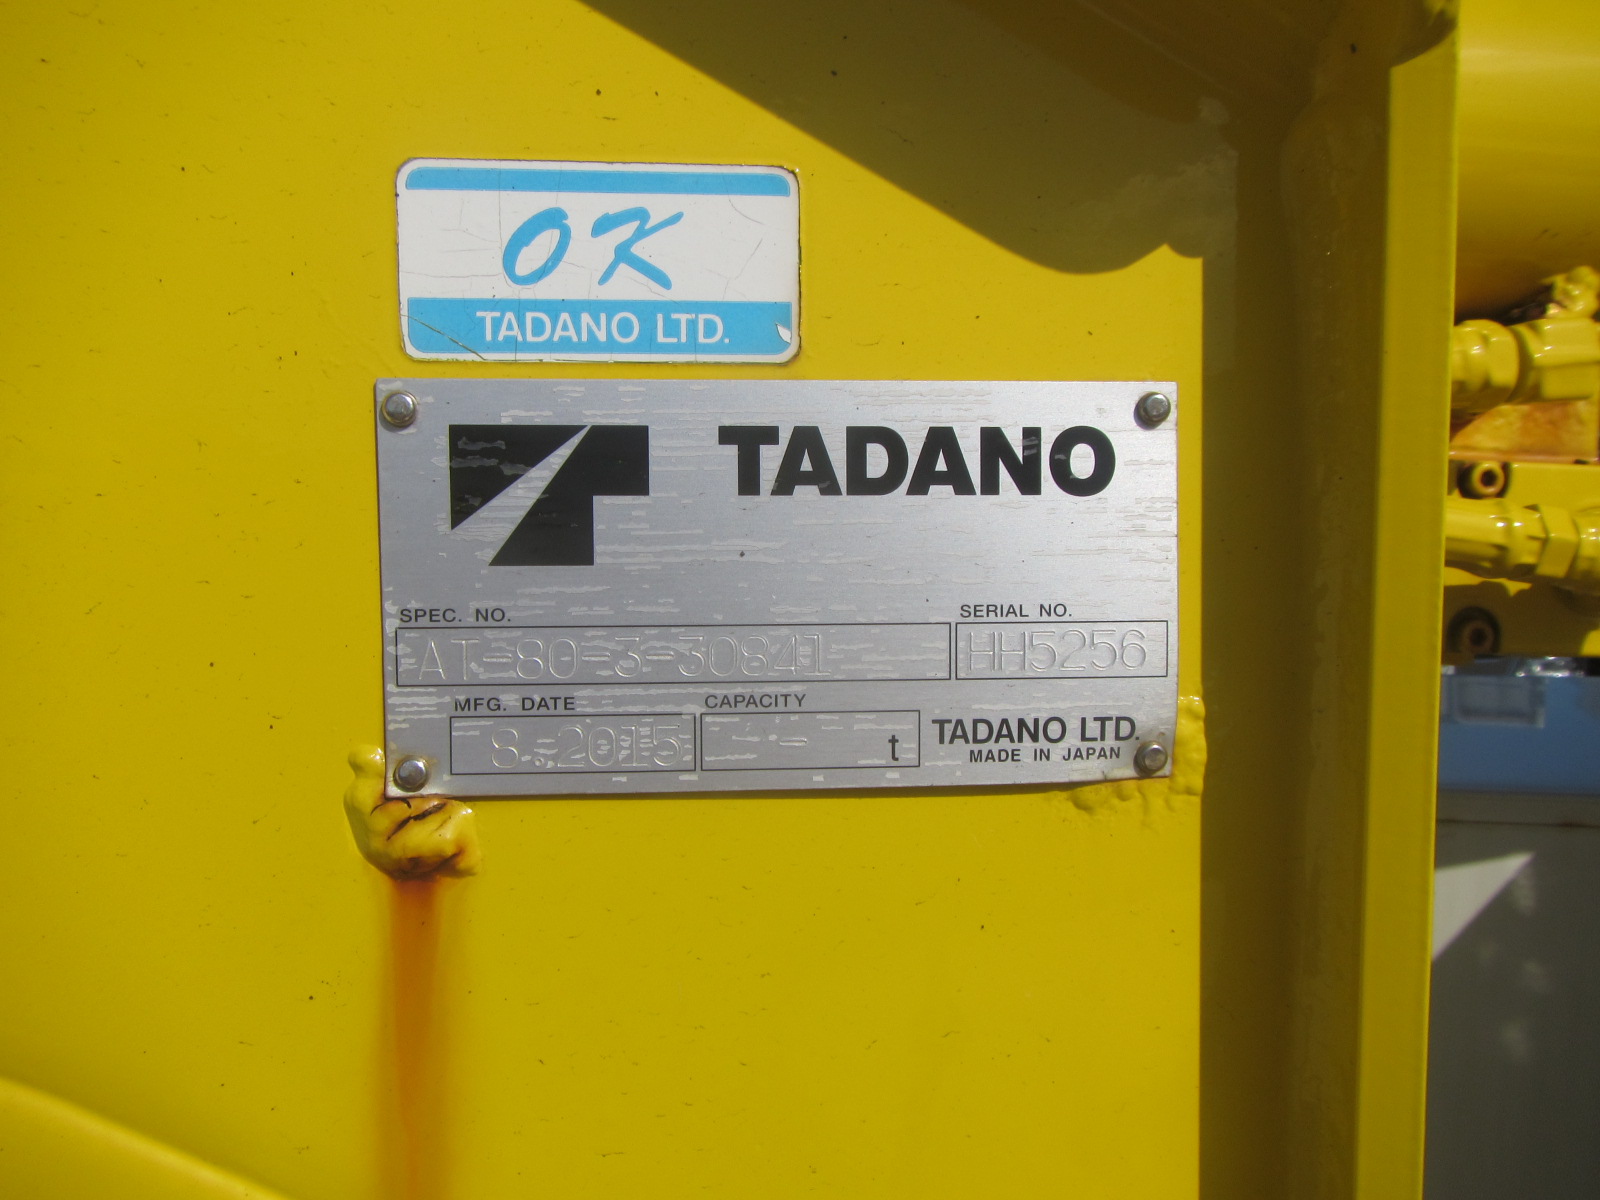 OK
TADANO LTD.
TADANO
SPEC. NO.
SERIAL NO.
AT-80-3-30841
HH5256
MFG. DATE
CAPACITY
8.2015
- t
TADANO LTD.
MADE IN JAPAN